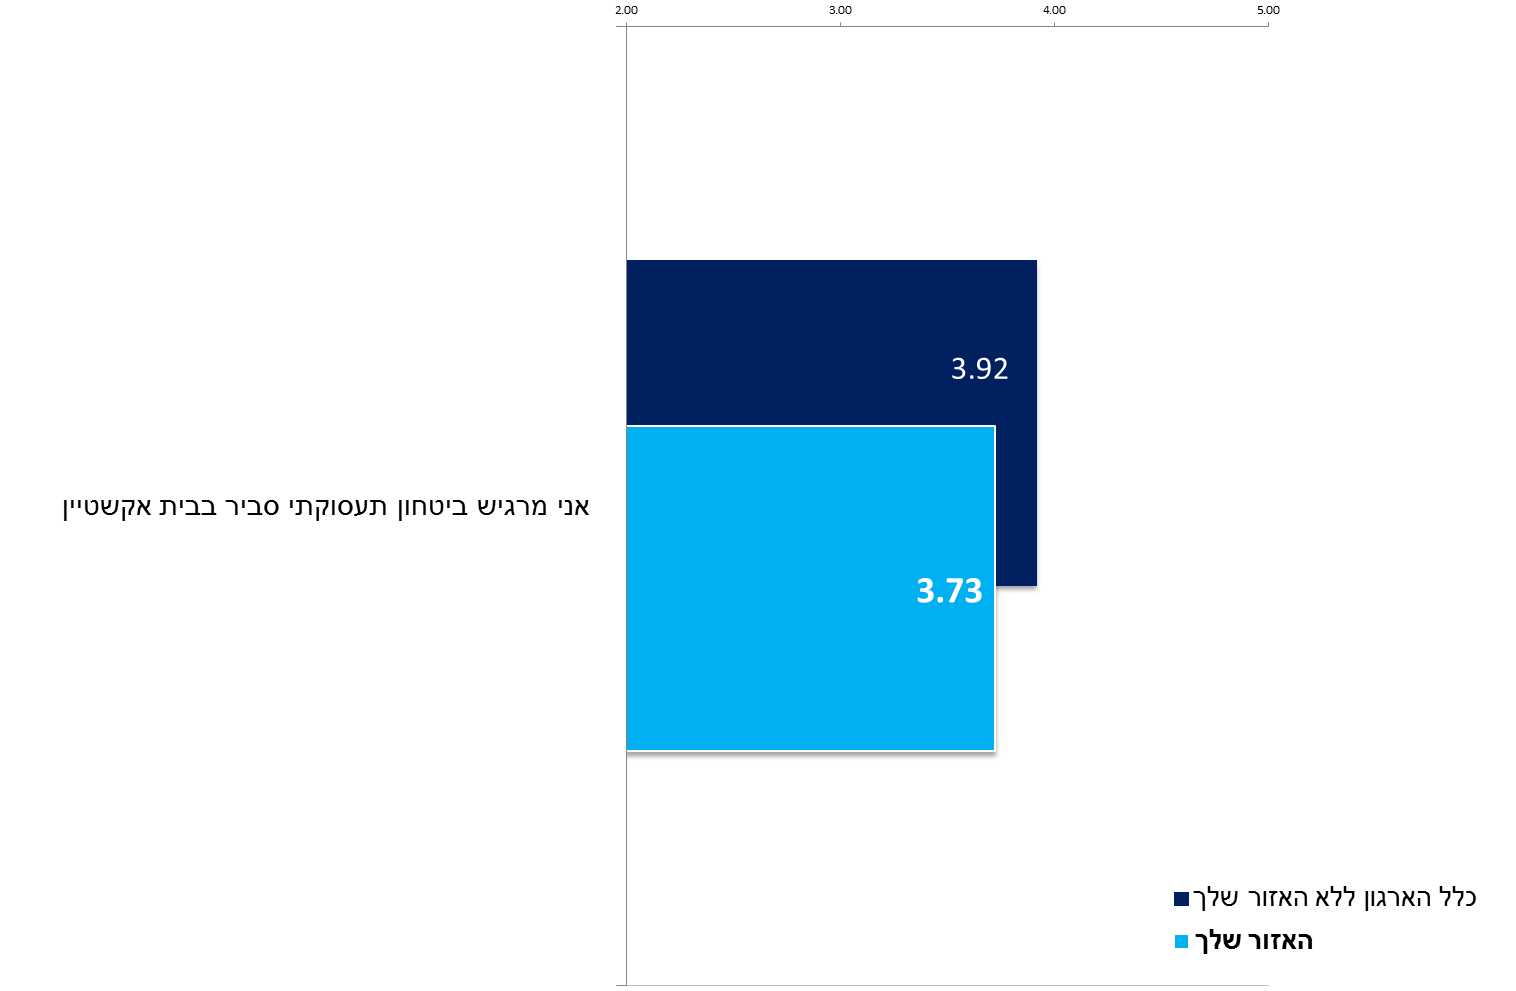 2.00 3.00 4.00 5.00
3.92
אני מרגיש ביטחון תעסוקתי סביר בבית אקשטיין
3.73
כלל הארגון ללא האזור שלך
האזור שלך